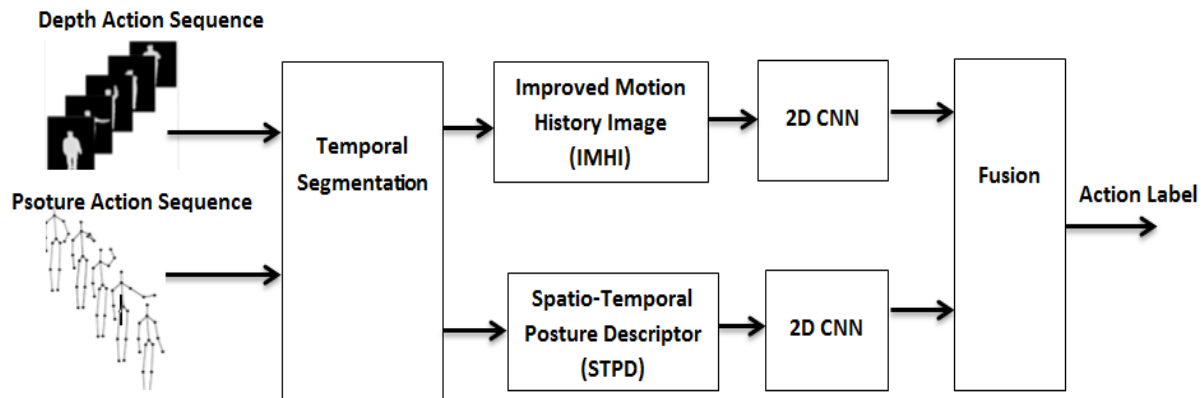 Depth Action Sequence
Psoture Action Sequence
Temporal
Segmentation
Improved Motion
History Image
(IMHI)
2D CNN
Spatio-Temporal
Posture Descriptor
(STPD)
2D CNN
Fusion
Action Label